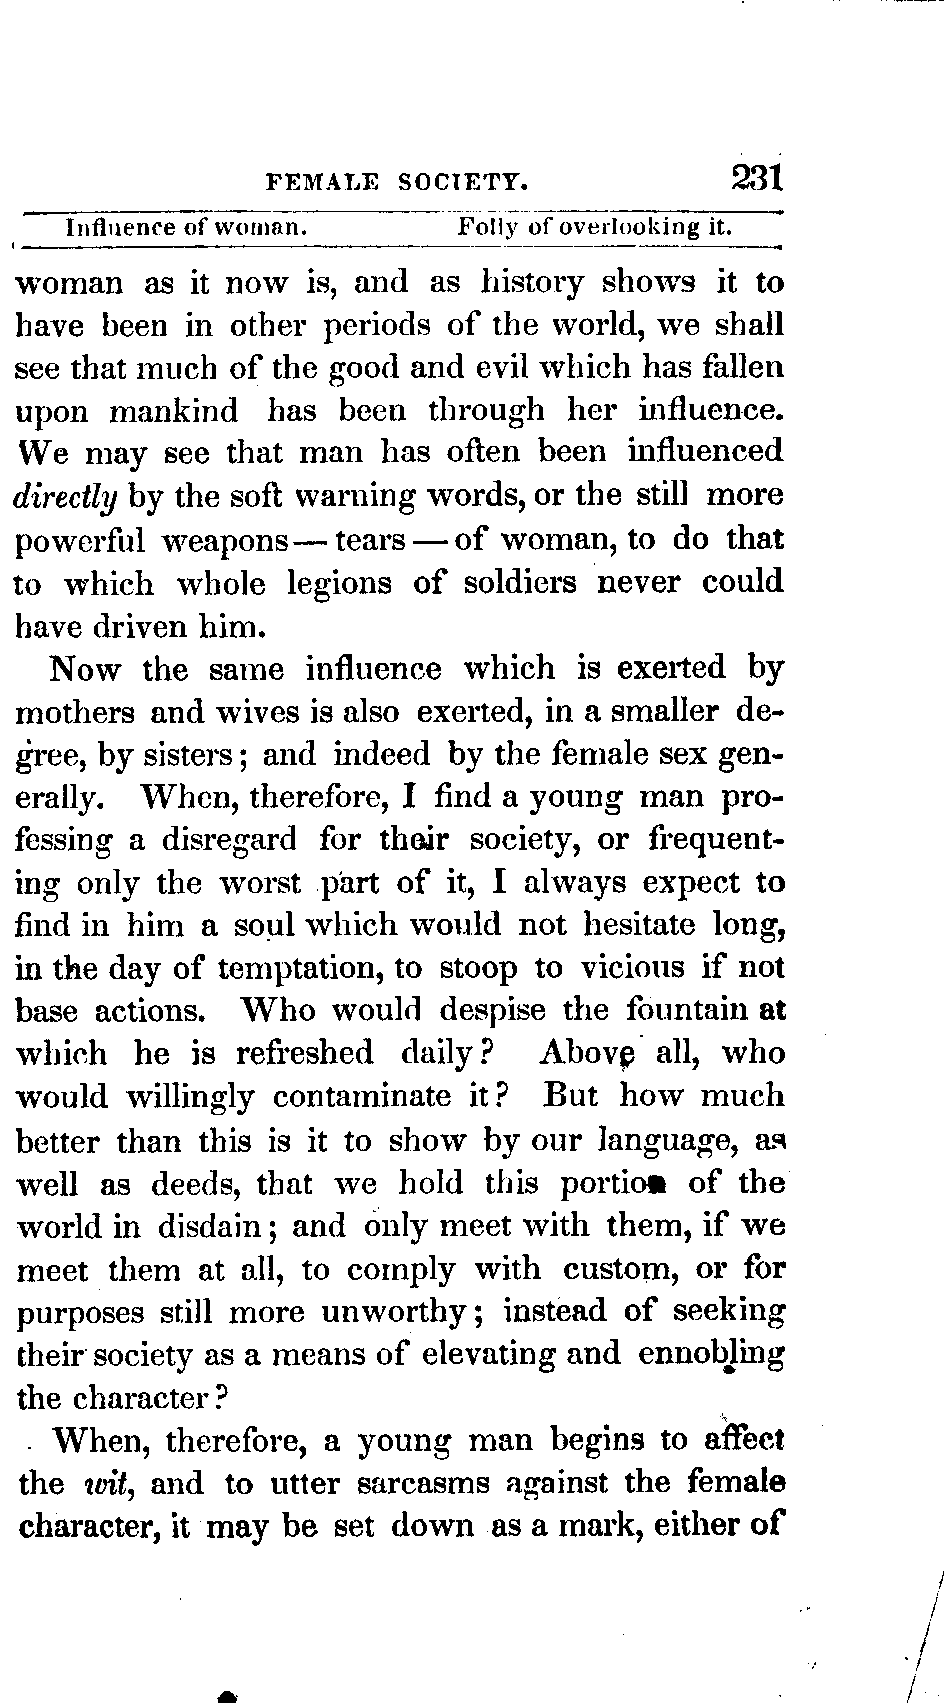 FEMALE SOCIETY. 231
Influence of woman. Folly of overlooking it.
woman as it now is, and as history shows it to
have been in other periods of the world, we shall
see that much of the good and evil which has fallen
upon mankind has been through her influence.
We may see that man has often been influenced
directly by the soft warning words, or the still more
powerful weapons— tears — of woman, to do that
to which whole legions of soldiers never could
have driven him.
Now the same influence which is exerted by
mothers and wives is also exerted, in a smaller de-
gree, by sisters; and indeed by the female sex gen-
erally. When, therefore, I find a young man pro-
fessing a disregard for their society, or frequent-
ing only the worst part of it, I always expect to
find in him a soul which would not hesitate long,
in the day of temptation, to stoop to vicious if not
base actions. Who would despise the fountain at
which he is refreshed daily? Above all, who
would willingly contaminate it? But how much
better than this is it to show by our language, as
well as deeds, that we hold this portion of the
world in disdain; and only meet with them, if we
meet them at all, to comply with custom, or for
purposes still more unworthy; instead of seeking
their society as a means of elevating and ennobling
the character?
When, therefore, a young man begins to affect
the wit, and to utter sarcasms against the female
character, it may be set down as a mark, either of